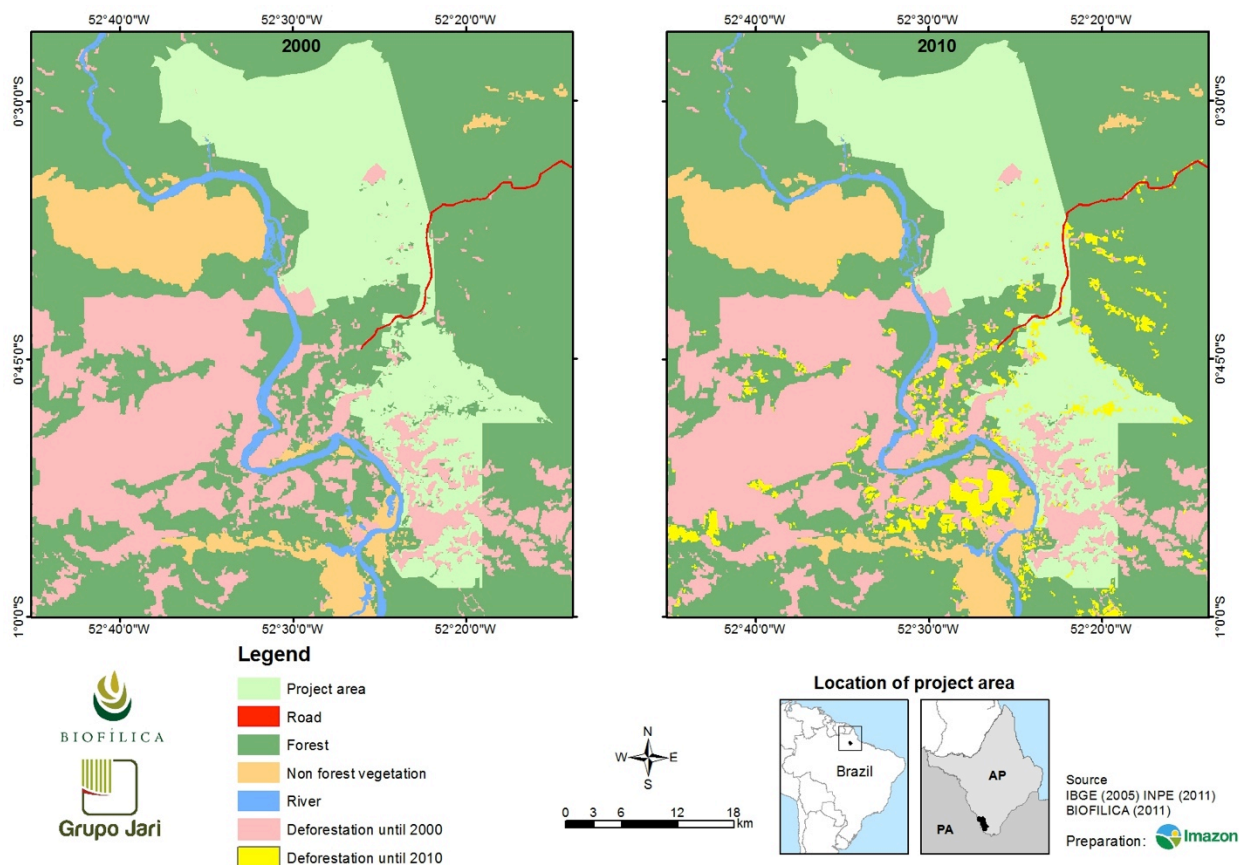 52°40'0"W 52°30'0"W 52°20'0"W 52°40'0"W 52°30'0"W 52°20'0"W
2000 2010
0°30'0"S 0°30'0"S
0°45'0"S 0°45'0"S
1°0'0"S 1°0'0"S
52°40'0"W 52°30'0"W 52°20'0"W 52°40'0"W 52°30'0"W 52°20'0"W
BIOFÍLICA
Grupo Jari
Legend
Project area
Road
Forest
Non forest vegetation
River
Deforestation until 2000
Deforestation until 2010
N
W E
S
0 3 6 12 18
km
Location of project area
Brazil
AP
PA
Source
IBGE (2005) INPE (2011)
BIOFILICA (2011)
Preparation: Imazon